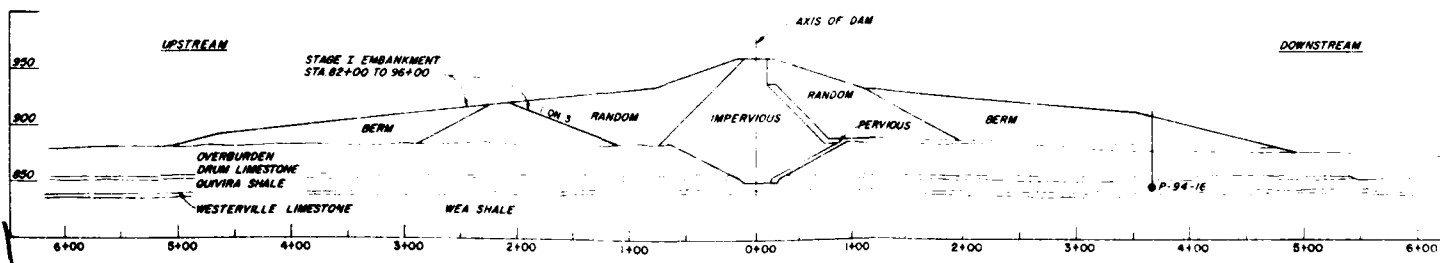 AXIS OF DAM
UPSTREAM
DOWNSTREAM
STAGE I EMBANKMENT
STA. 82+00 TO 96+00
950
900
850
1 ON 3
RANDOM
IMPERVIOUS
RANDOM
PERVIOUS
BERM
BERM
OVERBURDEN
DRUM LIMESTONE
QUIVIRA SHALE
WESTERVILLE LIMESTONE
WEA SHALE
P-94-16
6+00 5+00 4+00 3+00 2+00 1+00 0+00 1+00 2+00 3+00 4+00 5+00 6+00